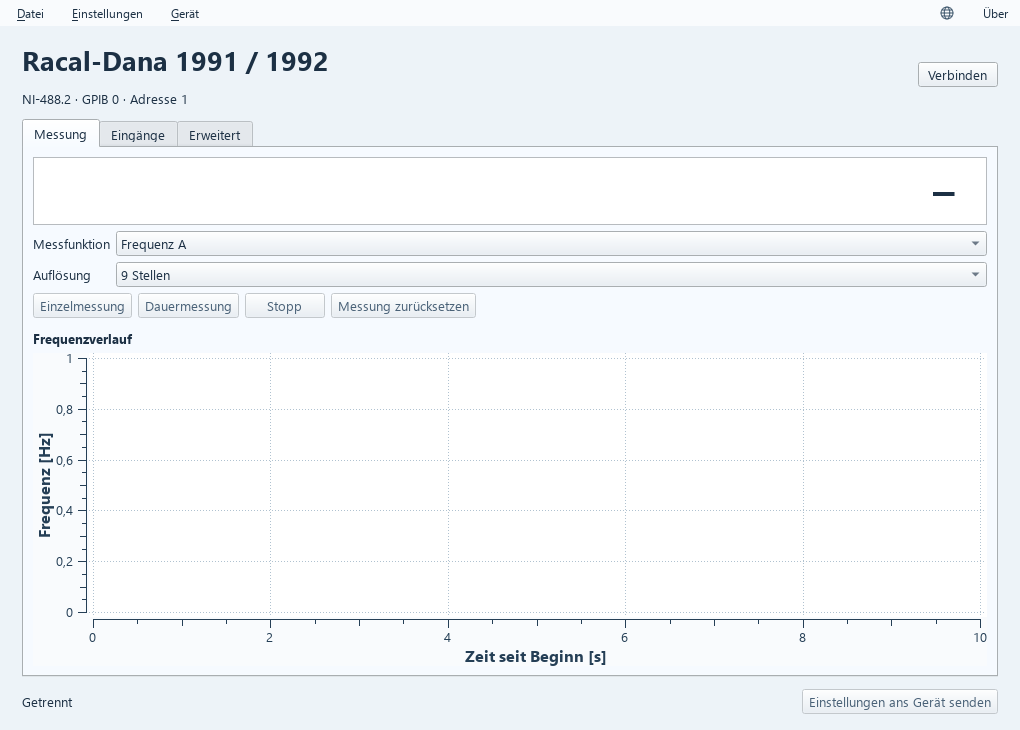 Datei Einstellungen Gerät Über
Racal-Dana 1991 / 1992
Verbinden
NI-488.2 · GPIB 0 · Adresse 1
Messung Eingänge Erweitert
—
Messfunktion Frequenz A
Auflösung 9 Stellen
Einzelmessung Dauermessung Stopp Messung zurücksetzen
Frequenzverlauf
1
0,8
0,6
0,4
0,2
0
Frequenz [Hz]
0 2 4 6 8 10
Zeit seit Beginn [s]
Getrennt Einstellungen ans Gerät senden